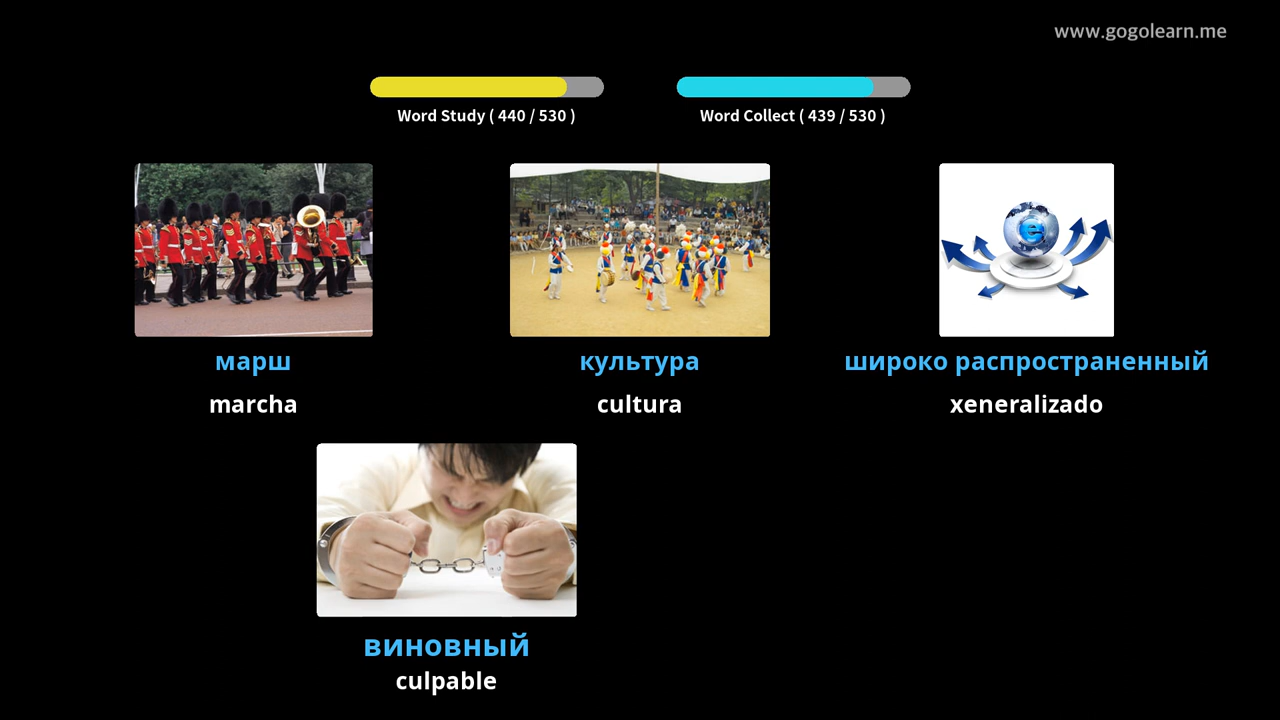 www.gogolearn.me
Word Study ( 440 / 530 )
Word Collect ( 439 / 530 )
марш
культура
широко распространенный
marcha
cultura
xeneralizado
e
виновный
culpable